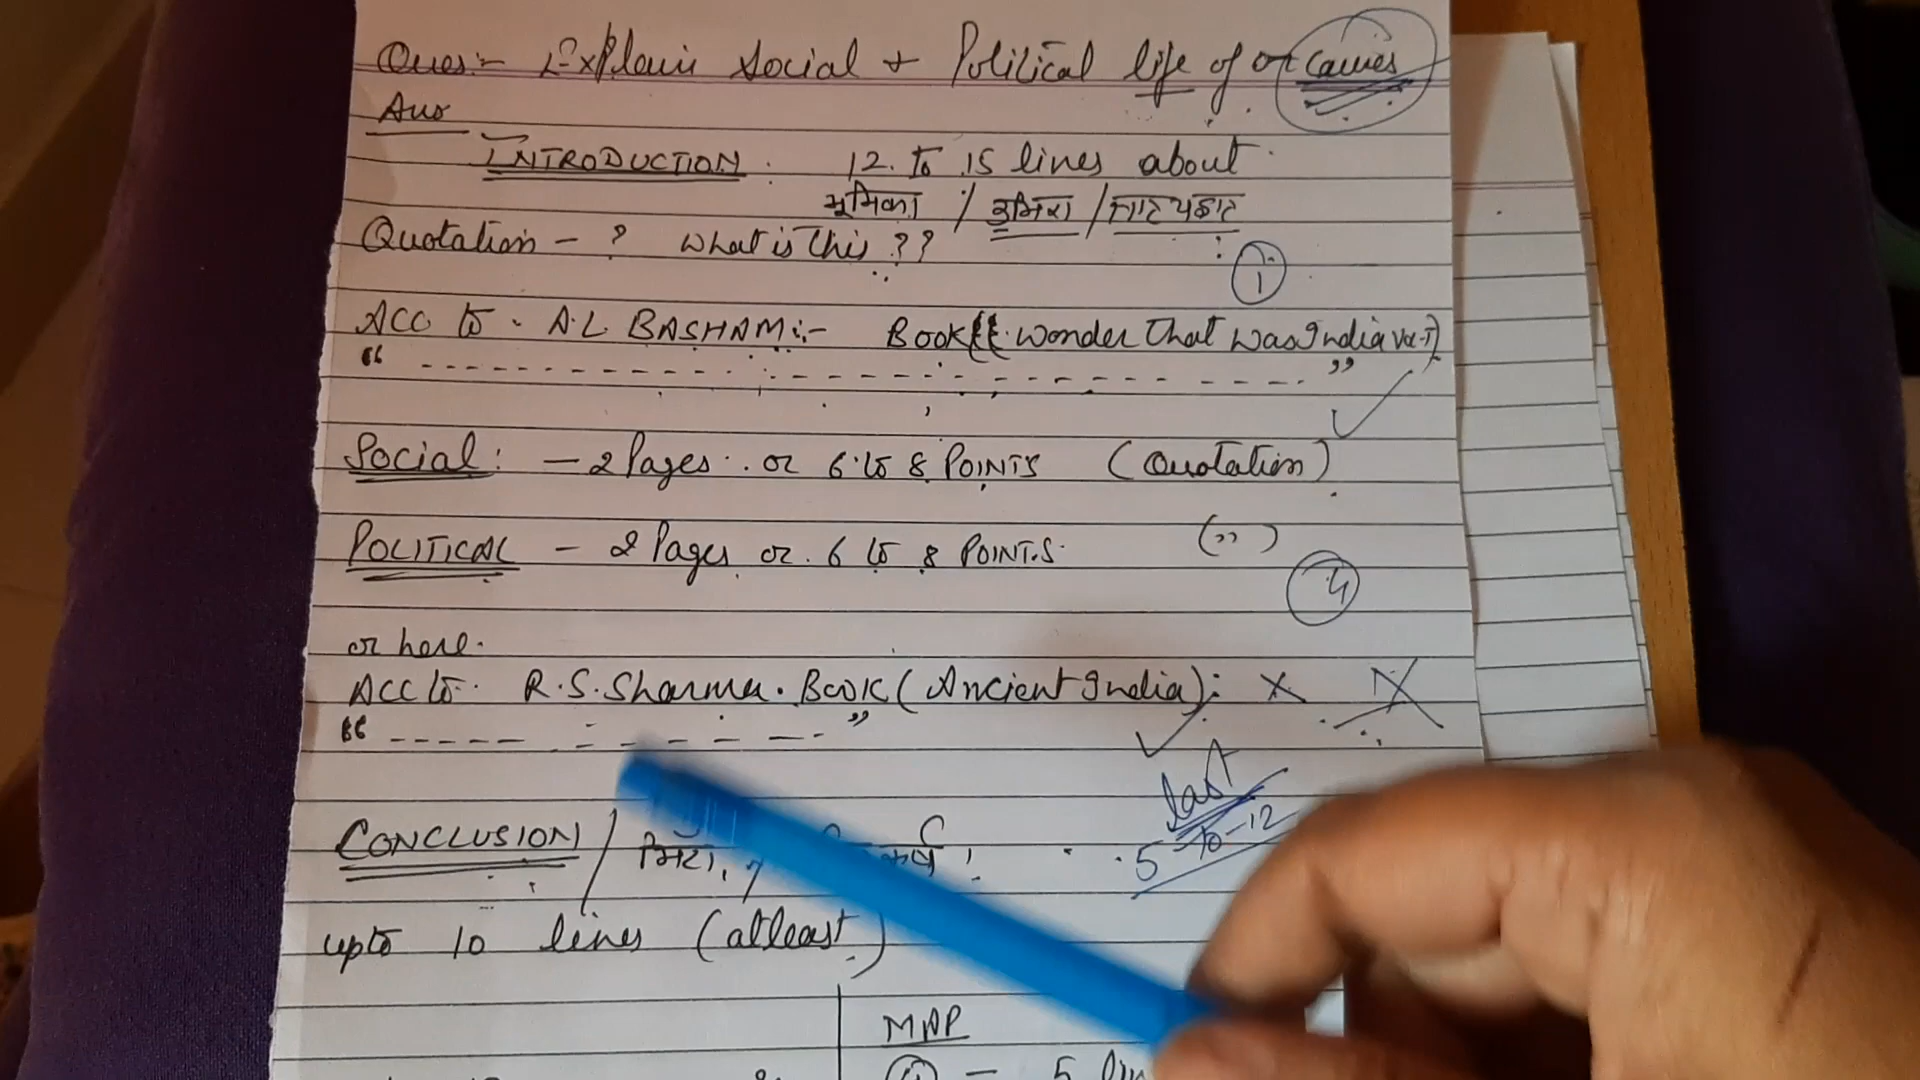 Ques:- Explain Social + Political life of or causes
Ans
INTRODUCTION. 12 to 15 lines about
भूमिका /
Quotation - ? What is this ??
1
ACC to - A.L. BASHAM:- Book (Wonder that was India Vol-I)
“ - - - - - - - - - - ”
Social: - 2 Pages or 6 to 8 POINTS (Quotation)
POLITICAL - 2 Pages or 6 to 8 POINTS (,,)
4
or here.
ACC to. R.S. Sharma. Book (Ancient India): X
“ - - - - - - - - - - ”
last
CONCLUSION /
5 to 10-12
upto 10 lines (atleast)
MAP